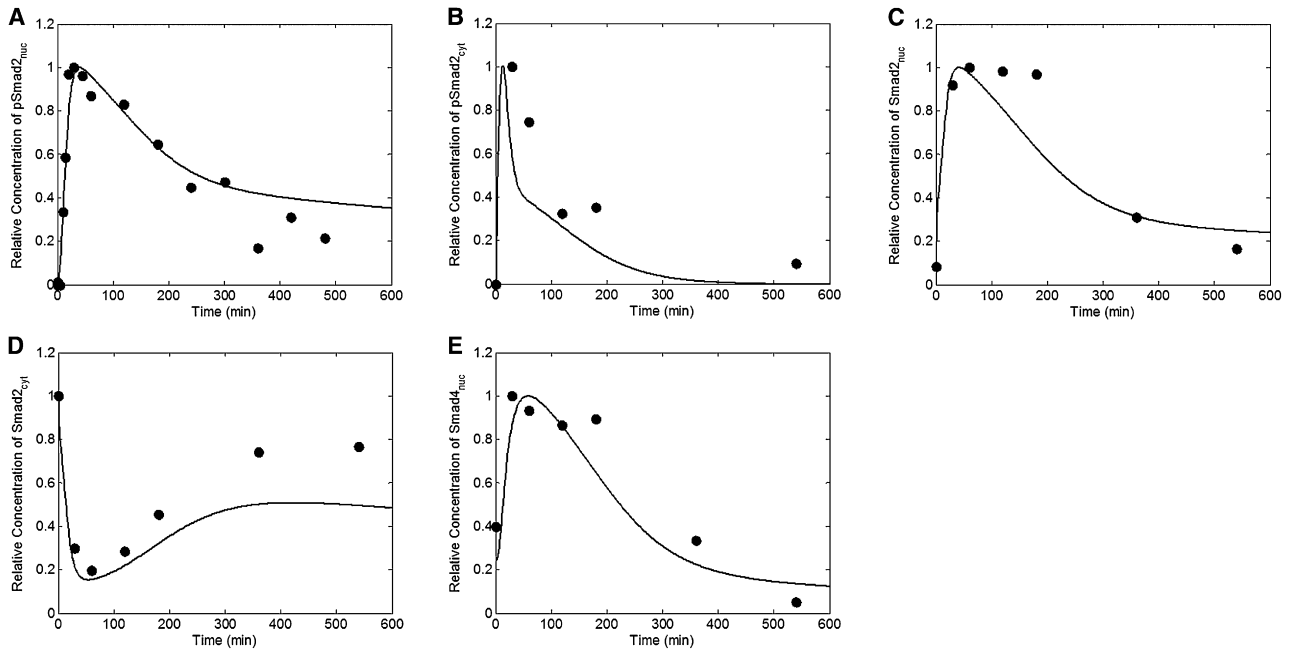 A
Relative Concentration of pSmad2nuc
1.2
1
0.8
0.6
0.4
0.2
0
0 100 200 300 400 500 600
Time (min)
B
Relative Concentration of pSmad2cyt
1.2
1
0.8
0.6
0.4
0.2
0
0 100 200 300 400 500 600
Time (min)
C
Relative Concentration of Smad2nuc
1.2
1
0.8
0.6
0.4
0.2
0
0 100 200 300 400 500 600
Time (min)
D
Relative Concentration of Smad2cyt
1.2
1
0.8
0.6
0.4
0.2
0
0 100 200 300 400 500 600
Time (min)
E
Relative Concentration of Smad4nuc
1.2
1
0.8
0.6
0.4
0.2
0
0 100 200 300 400 500 600
Time (min)